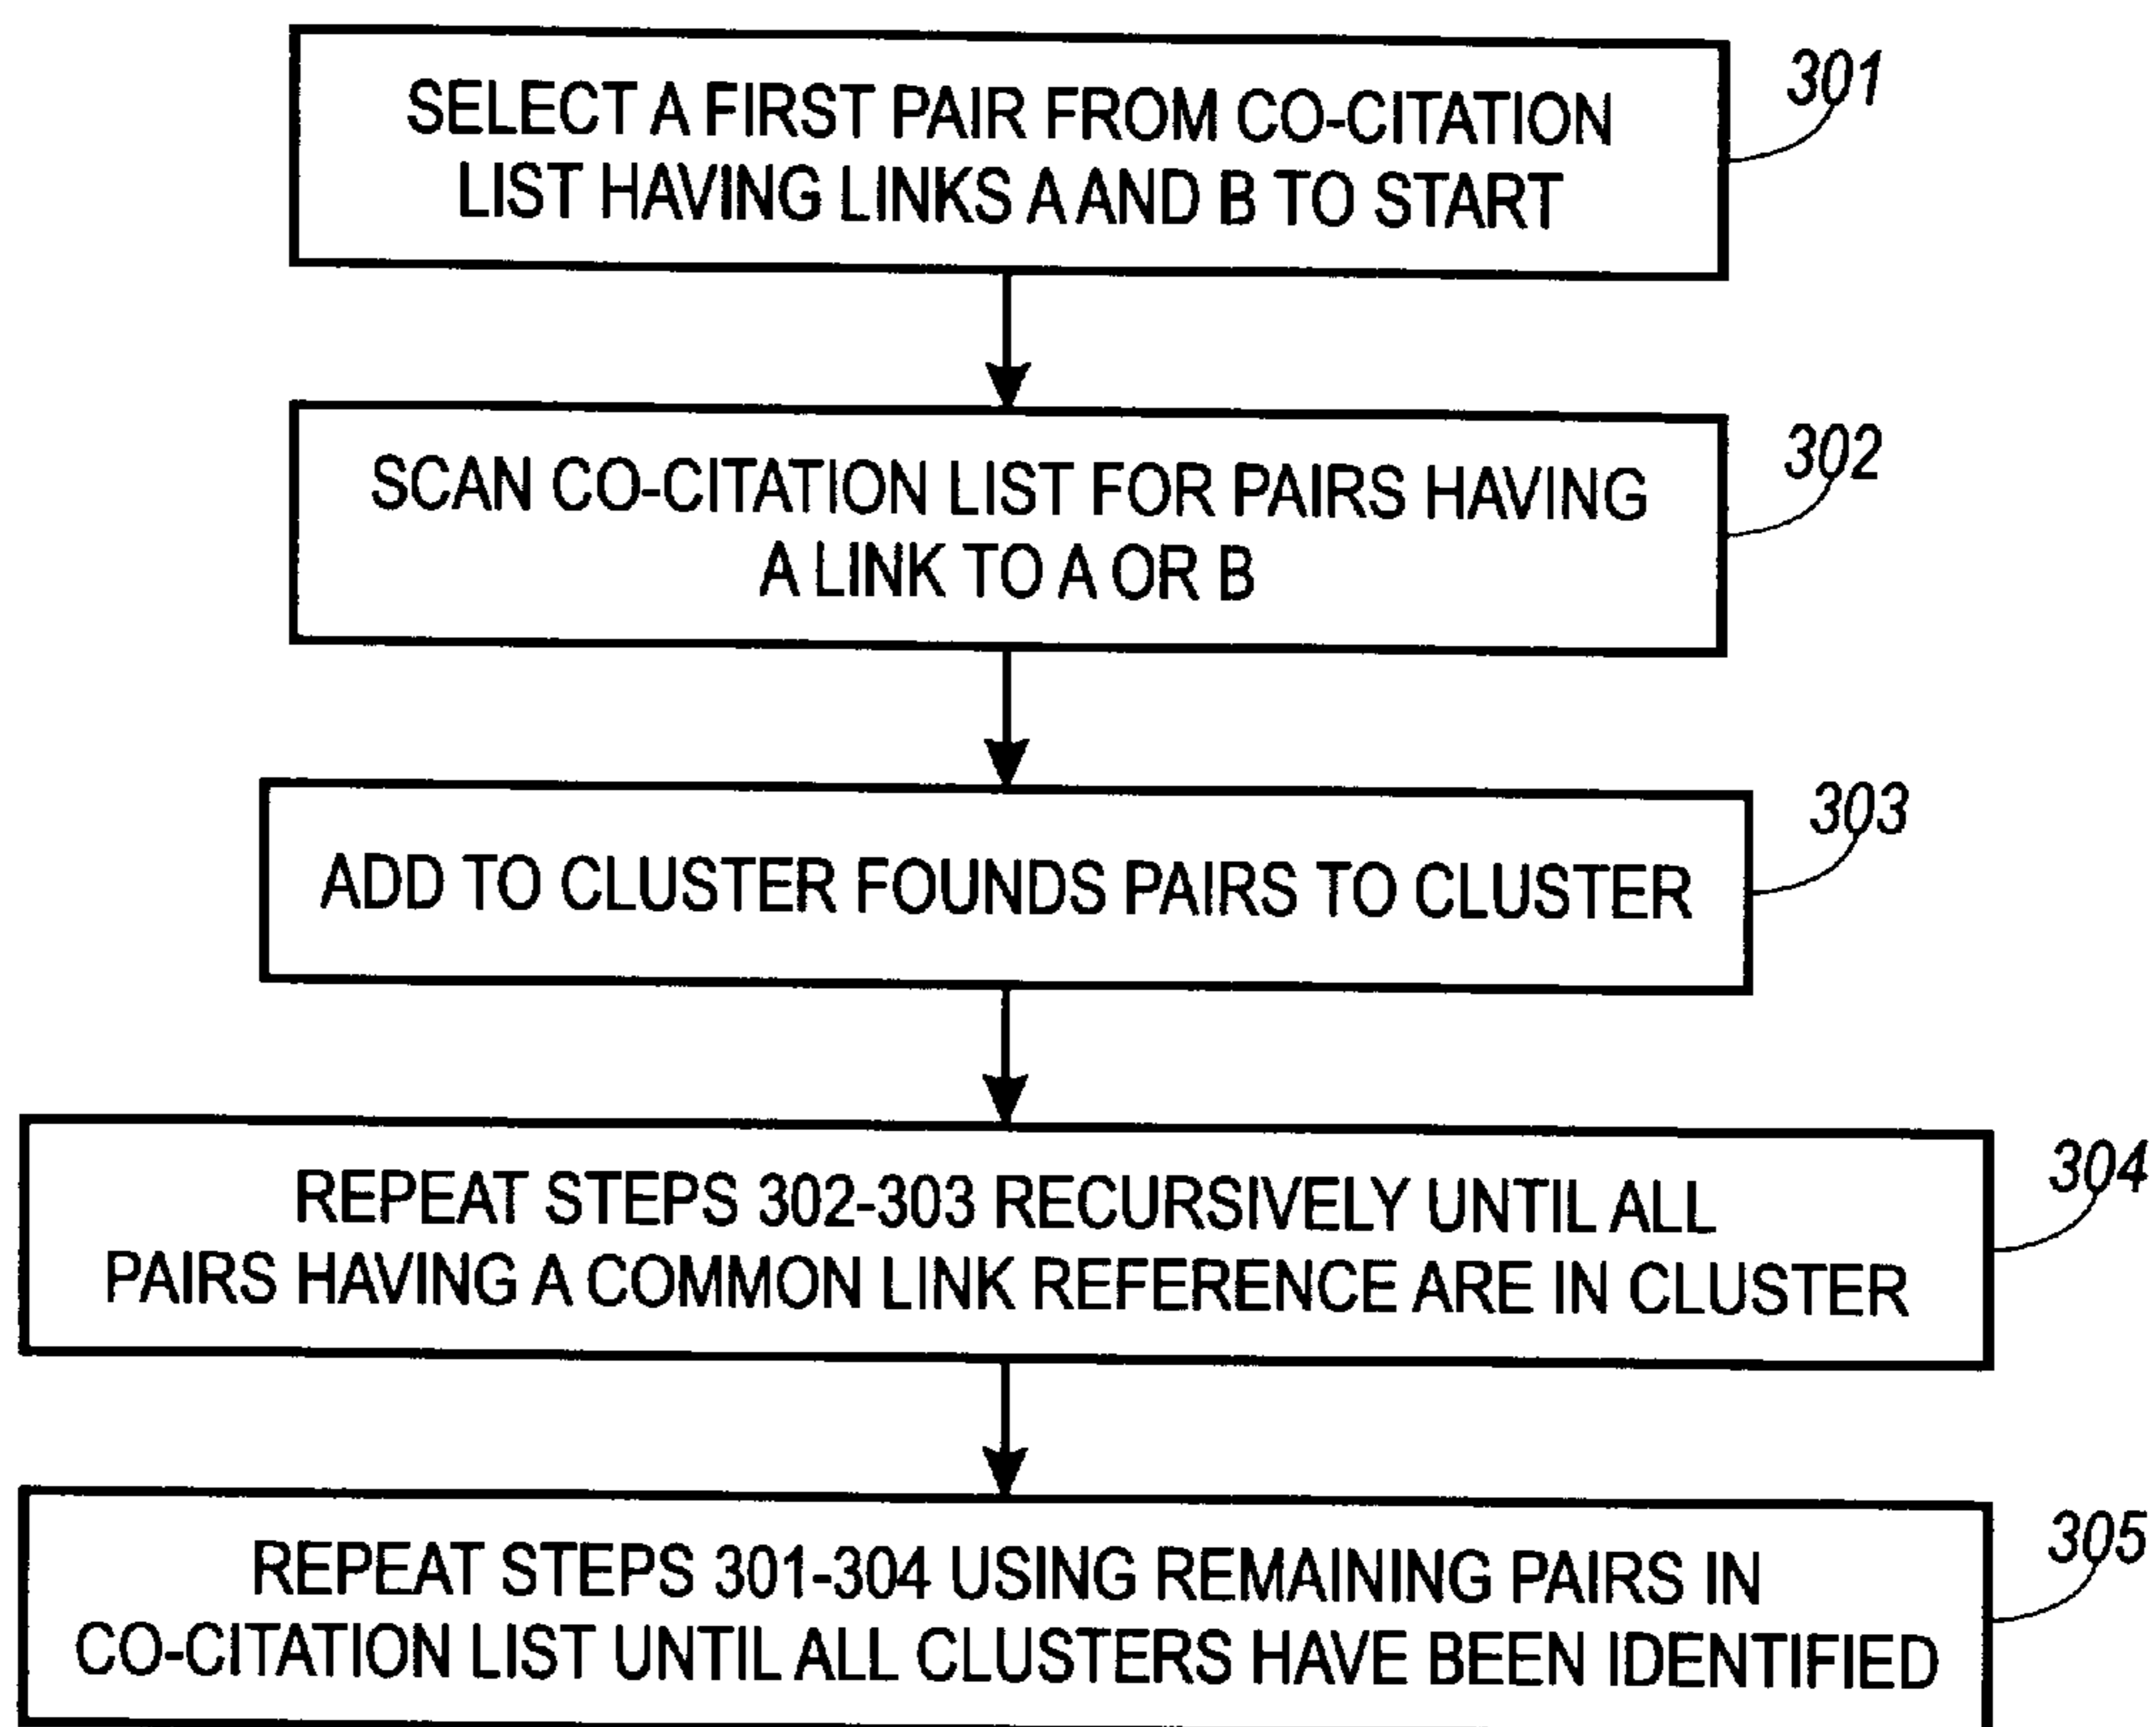 SELECT A FIRST PAIR FROM CO-CITATION
LIST HAVING LINKS A AND B TO START
301
SCAN CO-CITATION LIST FOR PAIRS HAVING
A LINK TO A OR B
302
ADD TO CLUSTER FOUNDS PAIRS TO CLUSTER
303
REPEAT STEPS 302-303 RECURSIVELY UNTIL ALL
PAIRS HAVING A COMMON LINK REFERENCE ARE IN CLUSTER
304
REPEAT STEPS 301-304 USING REMAINING PAIRS IN
CO-CITATION LIST UNTIL ALL CLUSTERS HAVE BEEN IDENTIFIED
305